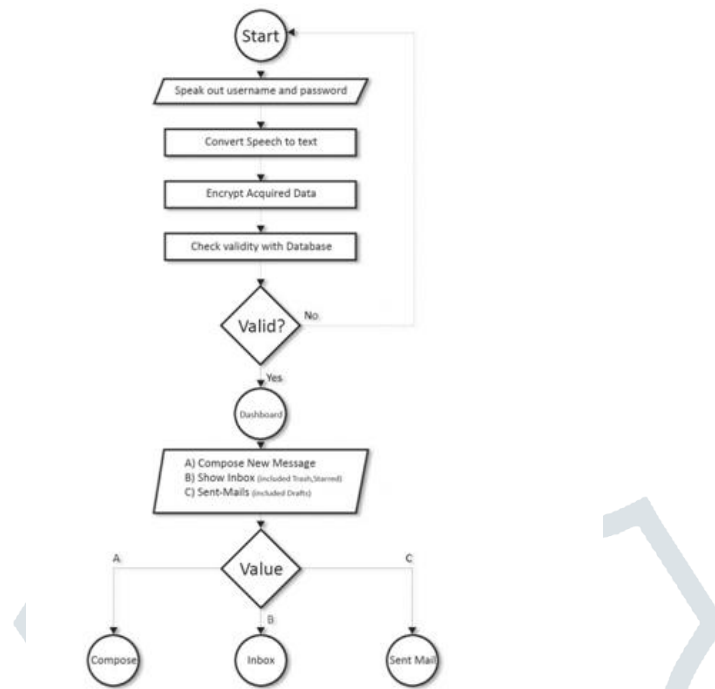 Start
Speak out username and password
Convert Speech to text
Encrypt Acquired Data
Check validity with Database
Valid?
No
Yes
Dashboard
A) Compose New Message
B) Show Inbox (included Trash,Starred)
C) Sent-Mails (included Drafts)
Value
A
B
C
Compose
Inbox
Sent Mail